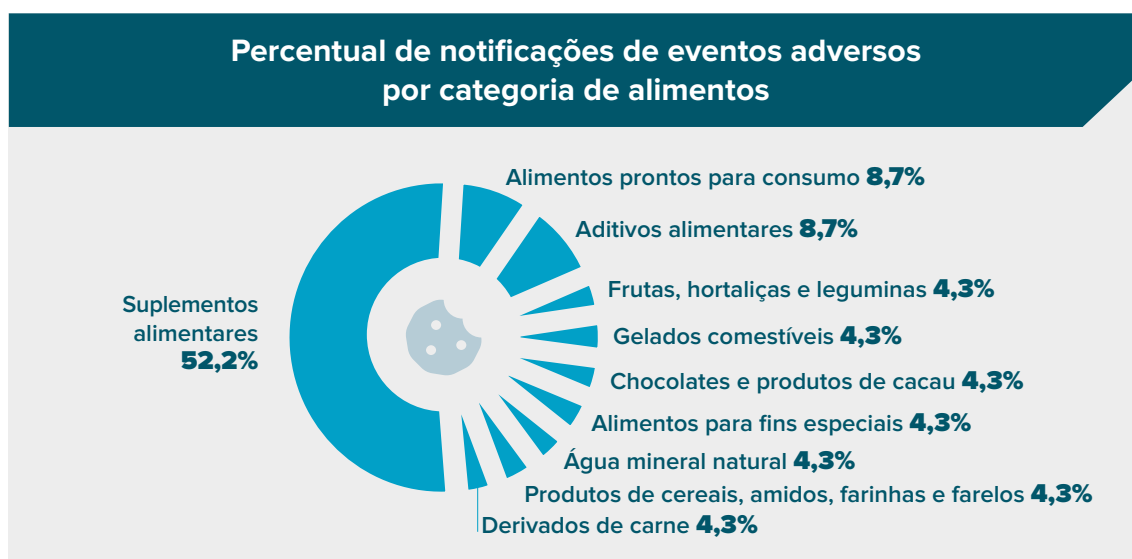 Percentual de notificações de eventos adversos
por categoria de alimentos
Alimentos prontos para consumo 8,7%
Aditivos alimentares 8,7%
Frutas, hortaliças e leguminas 4,3%
Gelados comestíveis 4,3%
Chocolates e produtos de cacau 4,3%
Alimentos para fins especiais 4,3%
Água mineral natural 4,3%
Produtos de cereais, amidos, farinhas e farelos 4,3%
Derivados de carne 4,3%
Suplementos
alimentares
52,2%